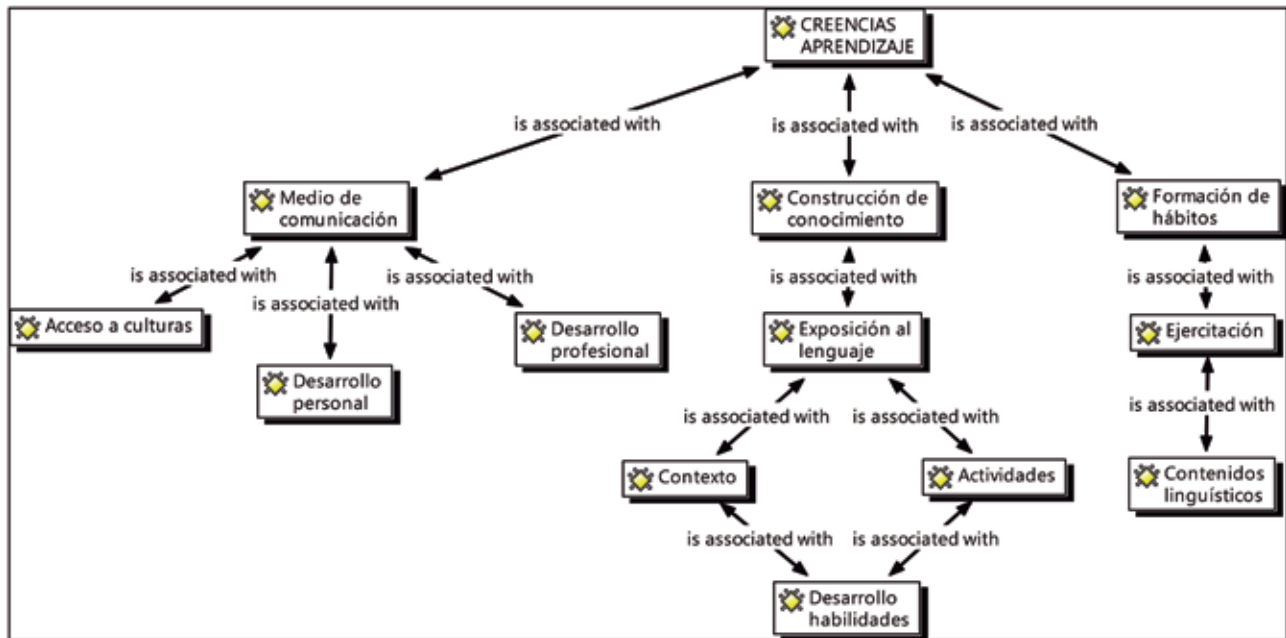 CREENCIAS
APRENDIZAJE
is associated with
is associated with
is associated with
Medio de
comunicación
Construcción de
conocimiento
Formación de
hábitos
is associated with
is associated with
is associated with
is associated with
is associated with
Acceso a culturas
Desarrollo
profesional
Exposición al
lenguaje
Ejercitación
Desarrollo
personal
is associated with
is associated with
is associated with
Contexto
Actividades
Contenidos
linguísticos
is associated with
is associated with
Desarrollo
habilidades